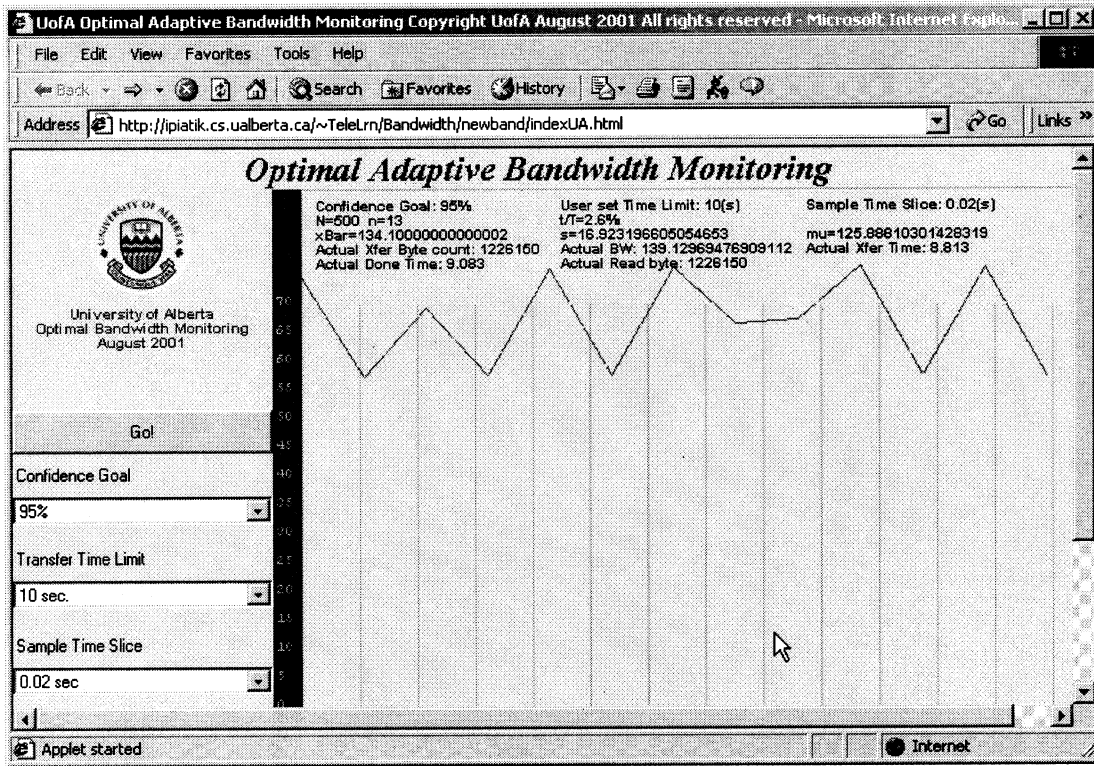 UofA Optimal Adaptive Bandwidth Monitoring Copyright UofA August 2001 All rights reserved - Microsoft Internet Explo...
File Edit View Favorites Tools Help
Back Search Favorites History
Address http://ipiatik.cs.ualberta.ca/~TeleLrn/Bandwidth/newband/indexUA.html Go Links »
Optimal Adaptive Bandwidth Monitoring
UNIVERSITY OF ALBERTA
University of Alberta
Optimal Bandwidth Monitoring
August 2001
Go!
Confidence Goal
95%
Transfer Time Limit
10 sec.
Sample Time Slice
0.02 sec
Confidence Goal: 95% User set Time Limit: 10(s) Sample Time Slice: 0.02(s)
N=500 n=13 t/T=2.6%
xBar=134.10000000000002 s=16.923196605054653 mu=125.88610301428319
Actual Xfer Byte count: 1226150 Actual BW: 139.12969476909112 Actual Xfer Time: 8.813
Actual Done Time: 9.083 Actual Read byte: 1226150
70
65
60
55
50
45
40
35
30
25
20
15
10
5
0
Applet started Internet